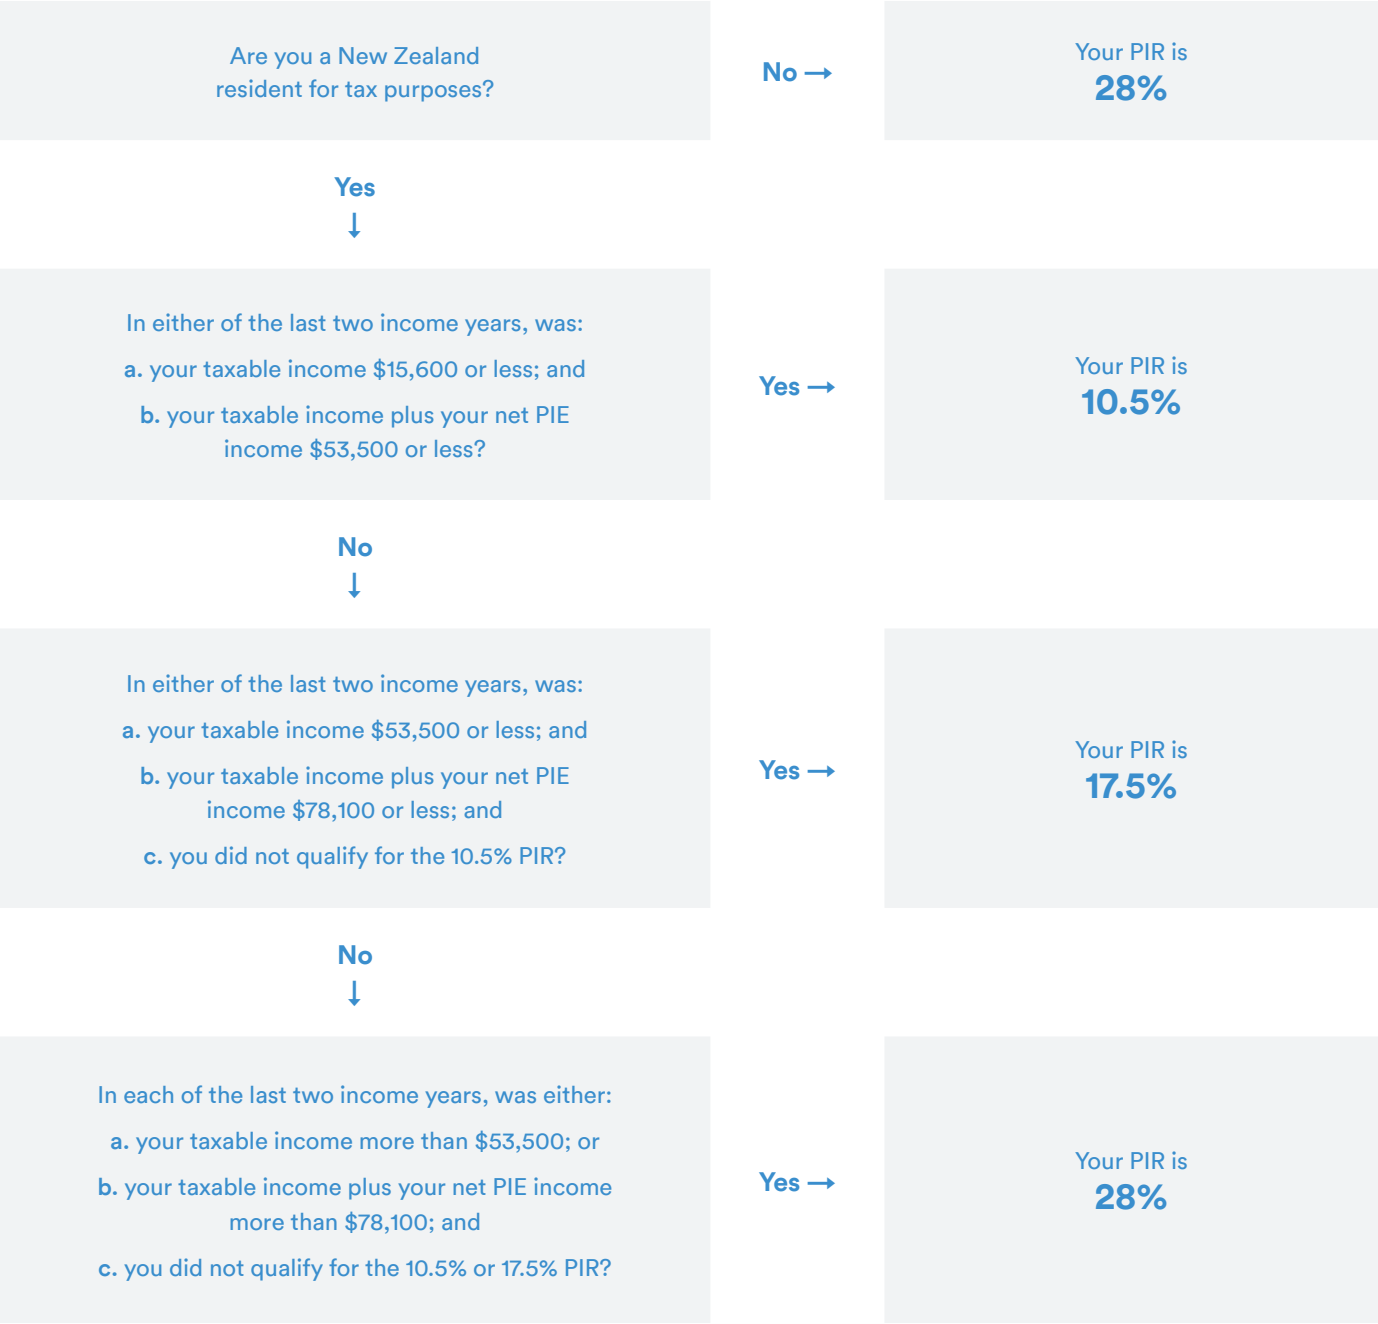 Are you a New Zealand
resident for tax purposes?
No →
Your PIR is
28%
Yes
↓
In either of the last two income years, was:
a. your taxable income $15,600 or less; and
b. your taxable income plus your net PIE
income $53,500 or less?
Yes →
Your PIR is
10.5%
No
↓
In either of the last two income years, was:
a. your taxable income $53,500 or less; and
b. your taxable income plus your net PIE
income $78,100 or less; and
c. you did not qualify for the 10.5% PIR?
Yes →
Your PIR is
17.5%
No
↓
In each of the last two income years, was either:
a. your taxable income more than $53,500; or
b. your taxable income plus your net PIE income
more than $78,100; and
c. you did not qualify for the 10.5% or 17.5% PIR?
Yes →
Your PIR is
28%